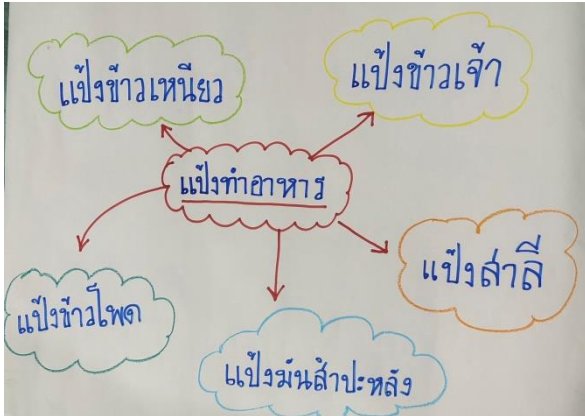 แป้งข้าวเหนียว
แป้งข้าวเจ้า
แป้งทำอาหาร
แป้งสาลี
แป้งข้าวโพด
แป้งมันสำปะหลัง